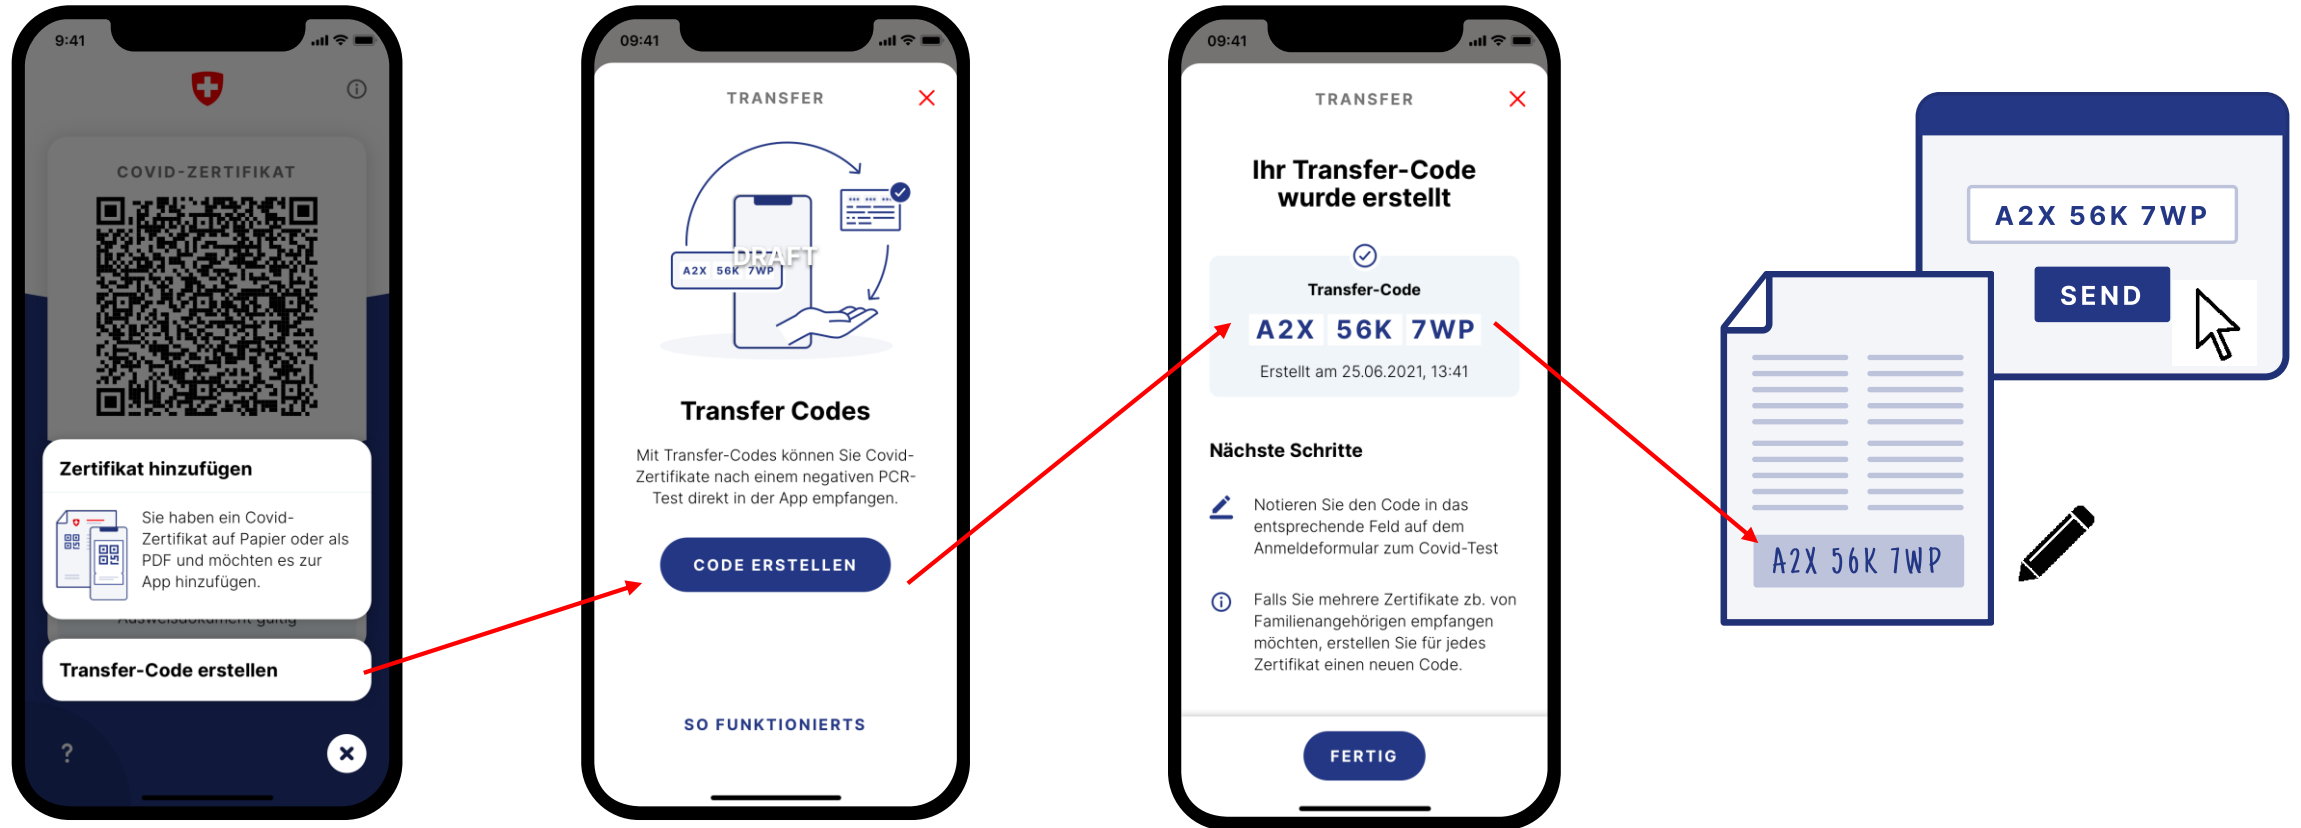 9:41
COVID-ZERTIFIKAT
Zertifikat hinzufügen
Sie haben ein Covid-
Zertifikat auf Papier oder als
PDF und möchten es zur
App hinzufügen.
Ausweisdokument gültig
Transfer-Code erstellen
?
09:41
TRANSFER
A2X 56K 7WP
DRAFT
Transfer Codes
Mit Transfer-Codes können Sie Covid-
Zertifikate nach einem negativen PCR-
Test direkt in der App empfangen.
CODE ERSTELLEN
SO FUNKTIONIERTS
09:41
TRANSFER
Ihr Transfer-Code
wurde erstellt
Transfer-Code
A2X 56K 7WP
Erstellt am 25.06.2021, 13:41
Nächste Schritte
Notieren Sie den Code in das
entsprechende Feld auf dem
Anmeldeformular zum Covid-Test
Falls Sie mehrere Zertifikate zb. von
Familienangehörigen empfangen
möchten, erstellen Sie für jedes
Zertifikat einen neuen Code.
FERTIG
A2X 56K 7WP
SEND
A2X 56K 7WP